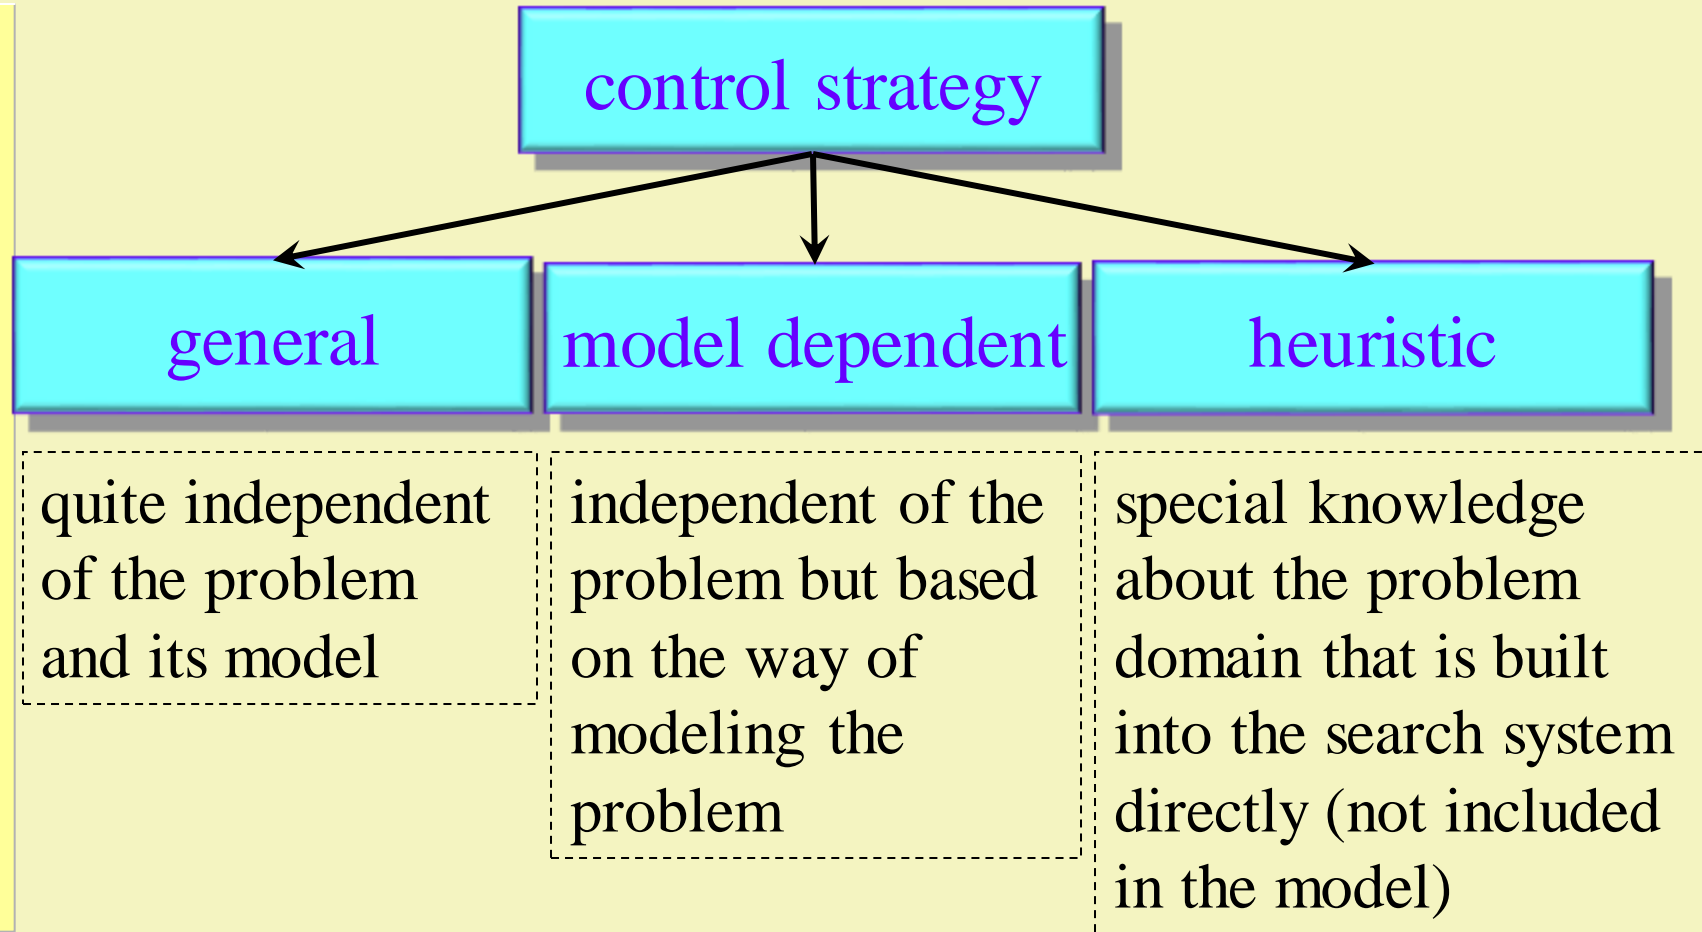 control strategy
general
model dependent
heuristic
quite independent
of the problem
and its model
independent of the
problem but based
on the way of
modeling the
problem
special knowledge
about the problem
domain that is built
into the search system
directly (not included
in the model)